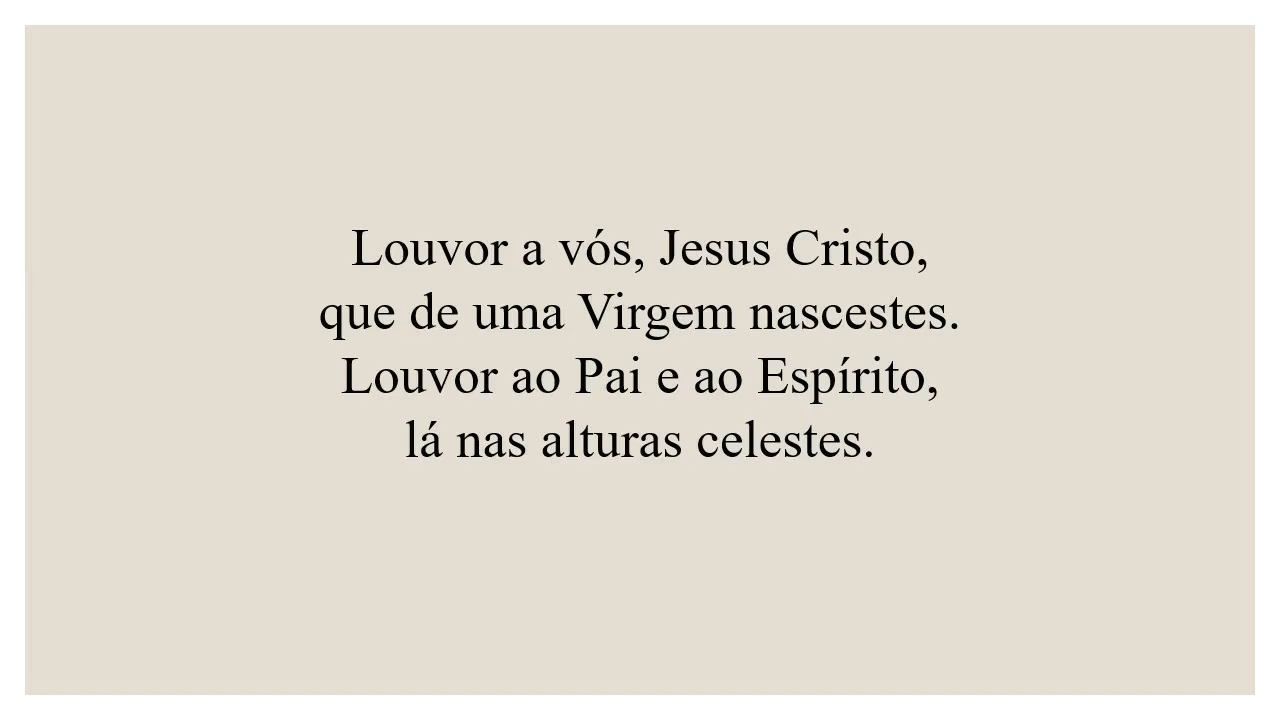 Louvor a vós, Jesus Cristo,
que de uma Virgem nascestes.
Louvor ao Pai e ao Espírito,
lá nas alturas celestes.